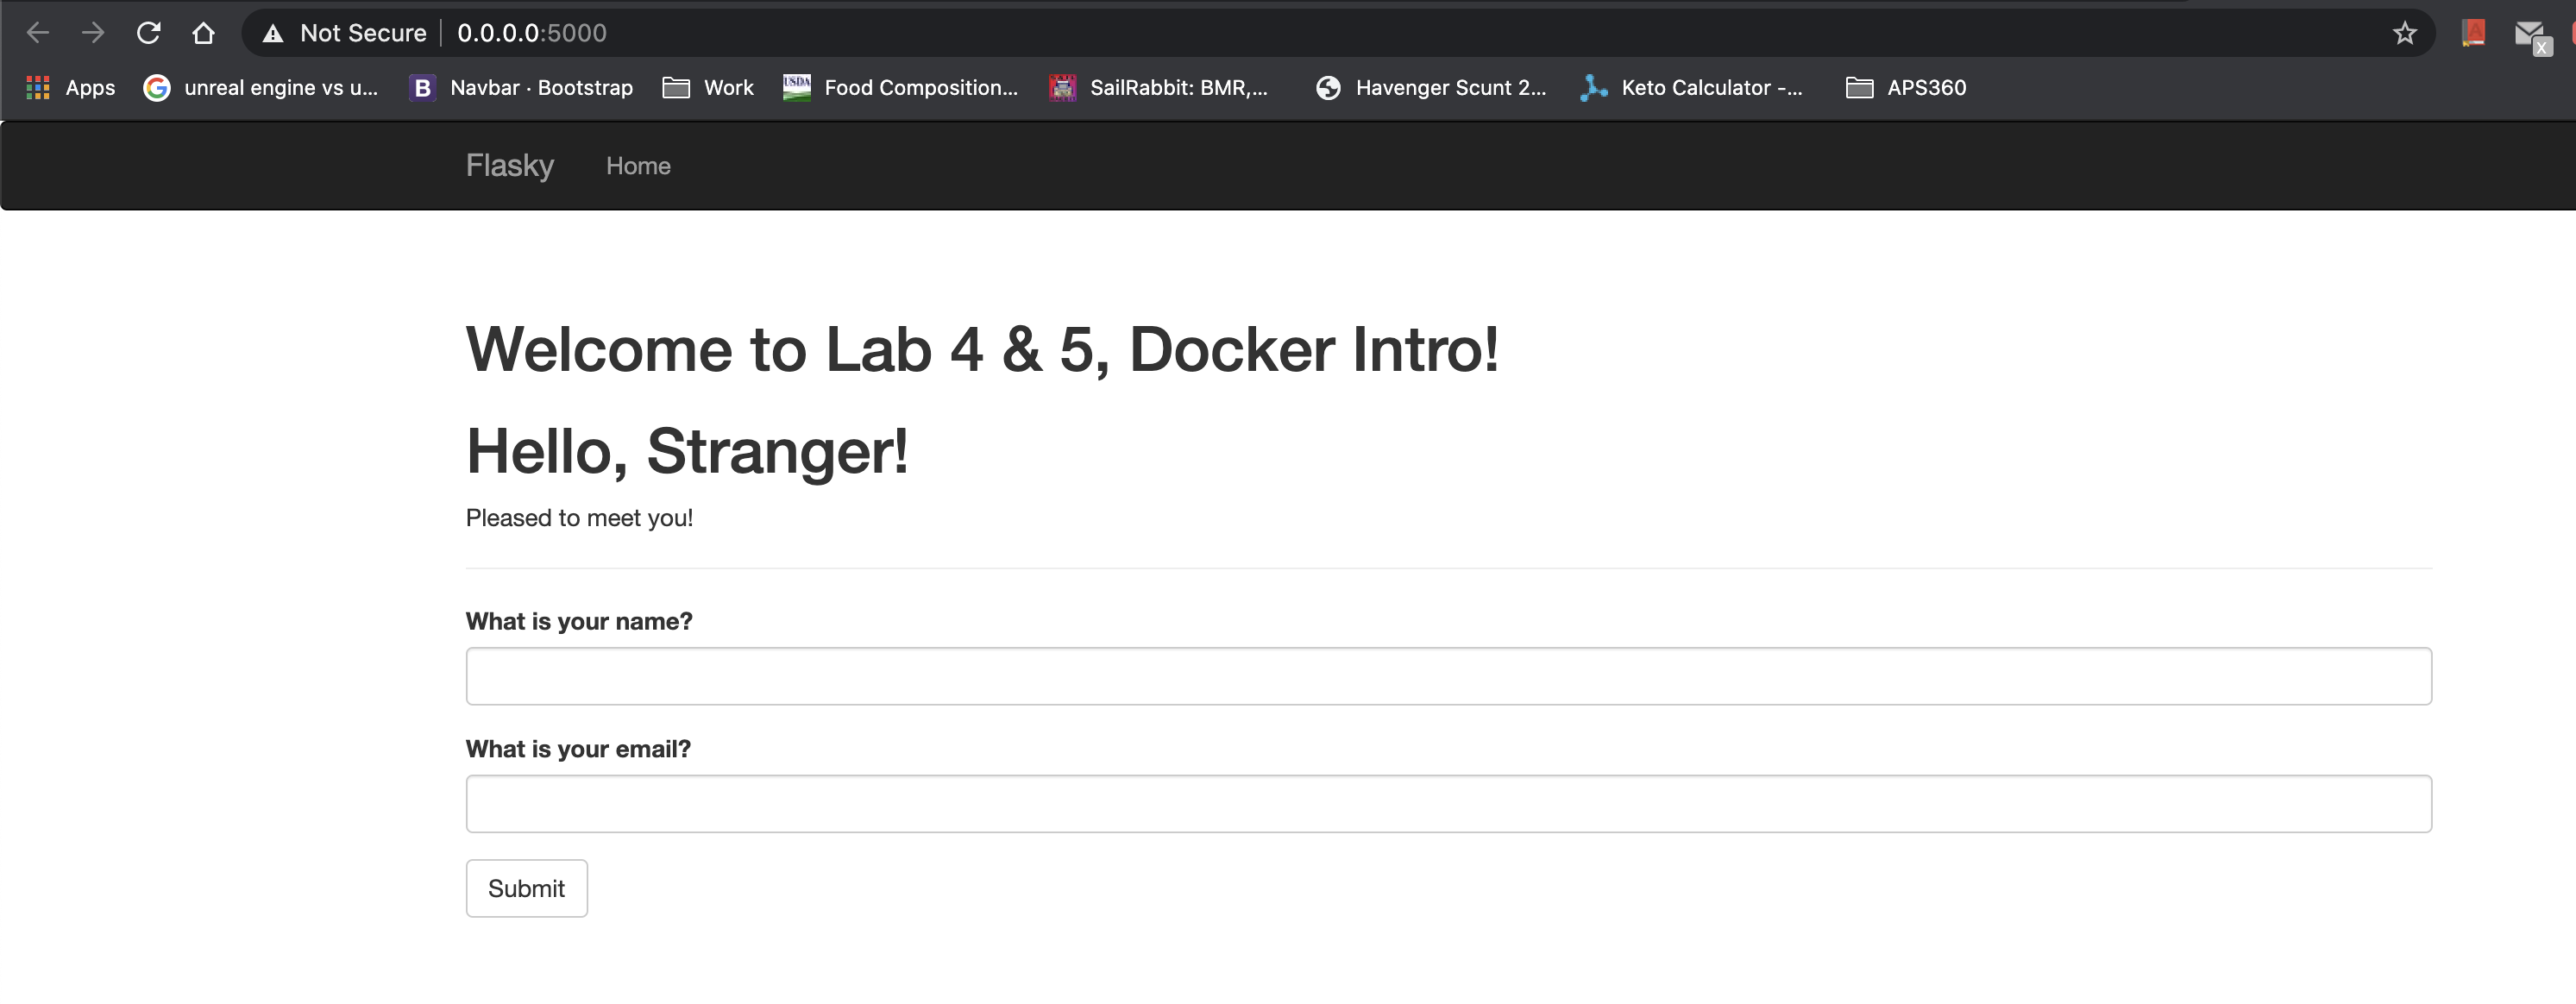 Not Secure 0.0.0.0:5000
Apps unreal engine vs u... B Navbar · Bootstrap Work USDA Food Composition... SailRabbit: BMR,... Havenger Scunt 2... Keto Calculator -... APS360
Flasky Home
Welcome to Lab 4 & 5, Docker Intro!
Hello, Stranger!
Pleased to meet you!
What is your name?
What is your email?
Submit